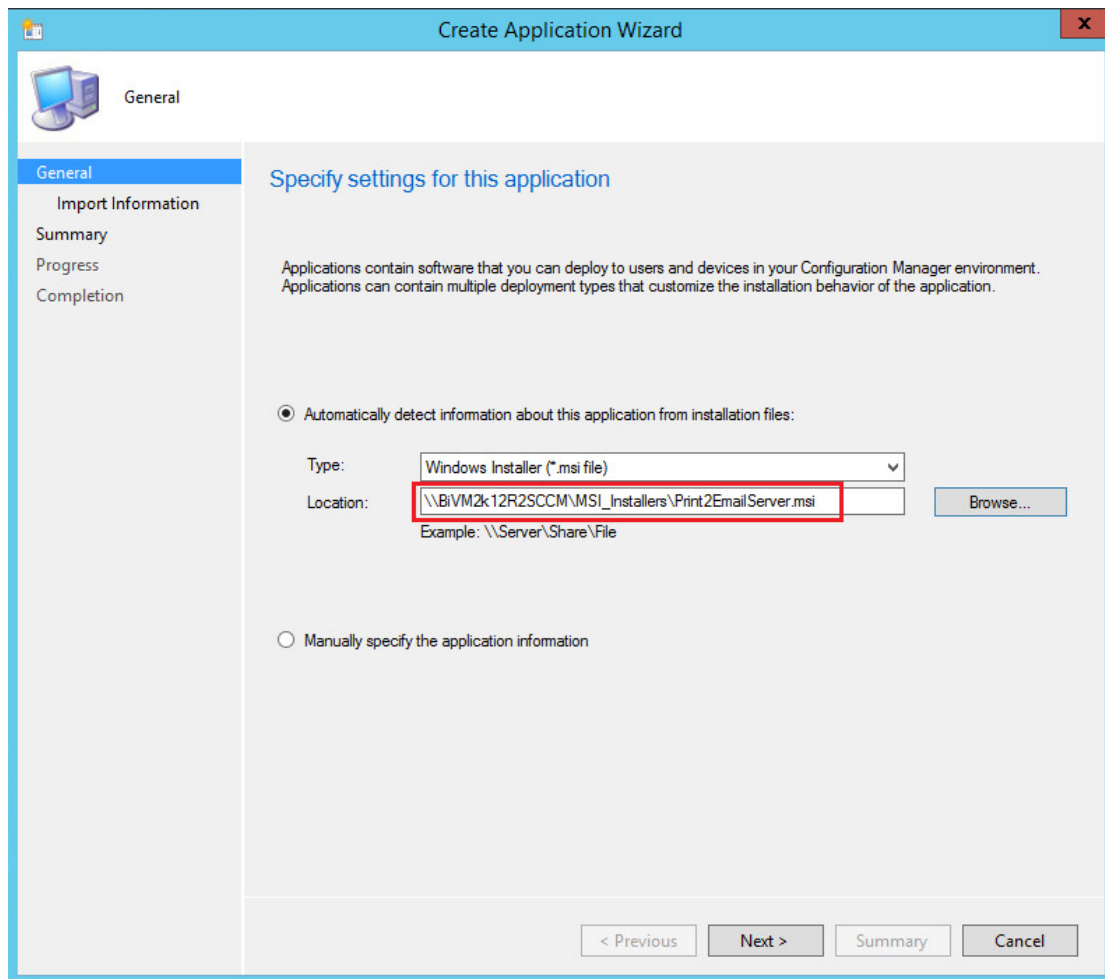 Create Application Wizard
x
General
General
Import Information
Summary
Progress
Completion
Specify settings for this application
Applications contain software that you can deploy to users and devices in your Configuration Manager environment.
Applications can contain multiple deployment types that customize the installation behavior of the application.
Automatically detect information about this application from installation files:
Type: Windows Installer (*.msi file)
Location: \\BiVM2k12R2SCCM\MSI_Installers\Print2EmailServer.msi Browse...
Example: \\Server\Share\File
Manually specify the application information
< Previous Next > Summary Cancel